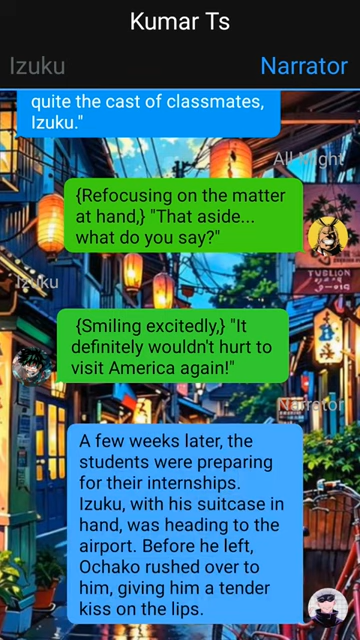 Kumar Ts
Izuku
Narrator
quite the cast of classmates,
Izuku."
All Might
{Refocusing on the matter
at hand,} "That aside...
what do you say?"
Izuku
{Smiling excitedly,} "It
definitely wouldn't hurt to
visit America again!"
Narrator
A few weeks later, the
students were preparing
for their internships.
Izuku, with his suitcase in
hand, was heading to the
airport. Before he left,
Ochako rushed over to
him, giving him a tender
kiss on the lips.